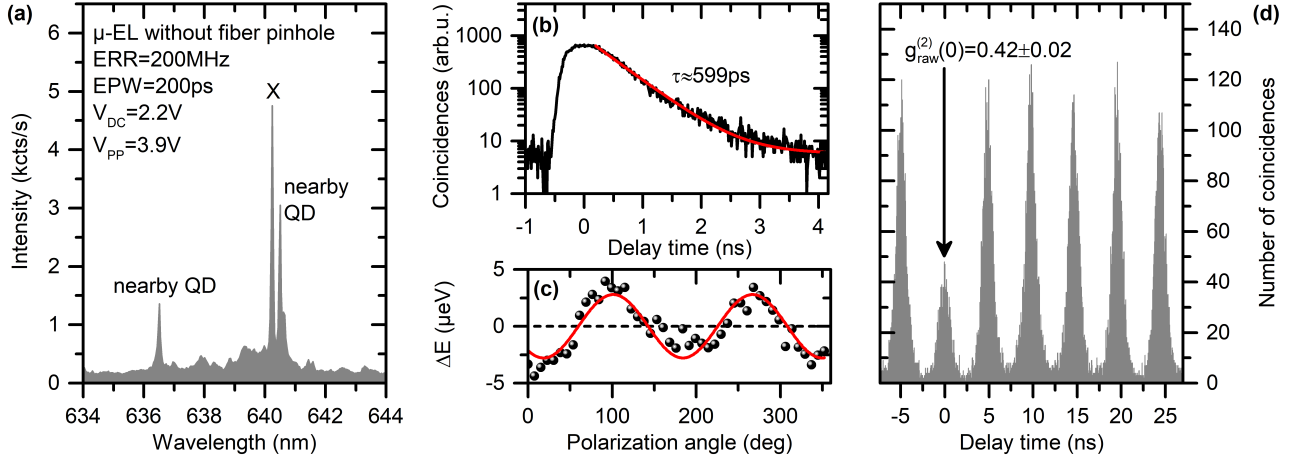 (a)
μ-EL without fiber pinhole
ERR=200MHz
EPW=200ps
V_DC=2.2V
V_PP=3.9V
X
nearby
QD
nearby QD
Intensity (kcts/s)
6
5
4
3
2
1
0
634 636 638 640 642 644
Wavelength (nm)
(b)
τ≈599ps
Coincidences (arb.u.)
1000
100
10
1
-1 0 1 2 3 4
Delay time (ns)
(c)
ΔE (μeV)
5
0
-5
0 100 200 300
Polarization angle (deg)
(d)
g_raw^(2)(0)=0.42±0.02
Number of coincidences
140
120
100
80
60
40
20
0
-5 0 5 10 15 20 25
Delay time (ns)